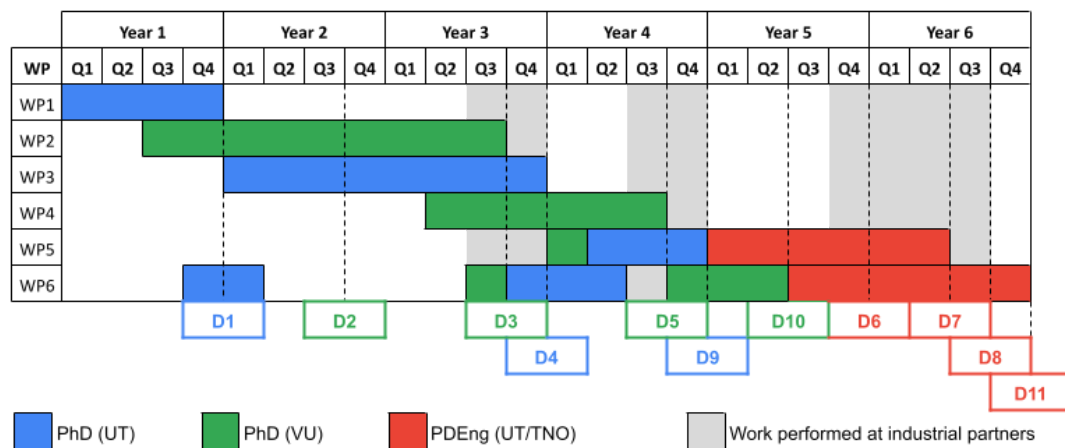 Year 1 Year 2 Year 3 Year 4 Year 5 Year 6
WP Q1 Q2 Q3 Q4 Q1 Q2 Q3 Q4 Q1 Q2 Q3 Q4 Q1 Q2 Q3 Q4 Q1 Q2 Q3 Q4 Q1 Q2 Q3 Q4
WP1
WP2
WP3
WP4
WP5
WP6
D1 D2 D3 D5 D10 D6 D7
D4 D9 D8
D11
PhD (UT) PhD (VU) PDEng (UT/TNO) Work performed at industrial partners